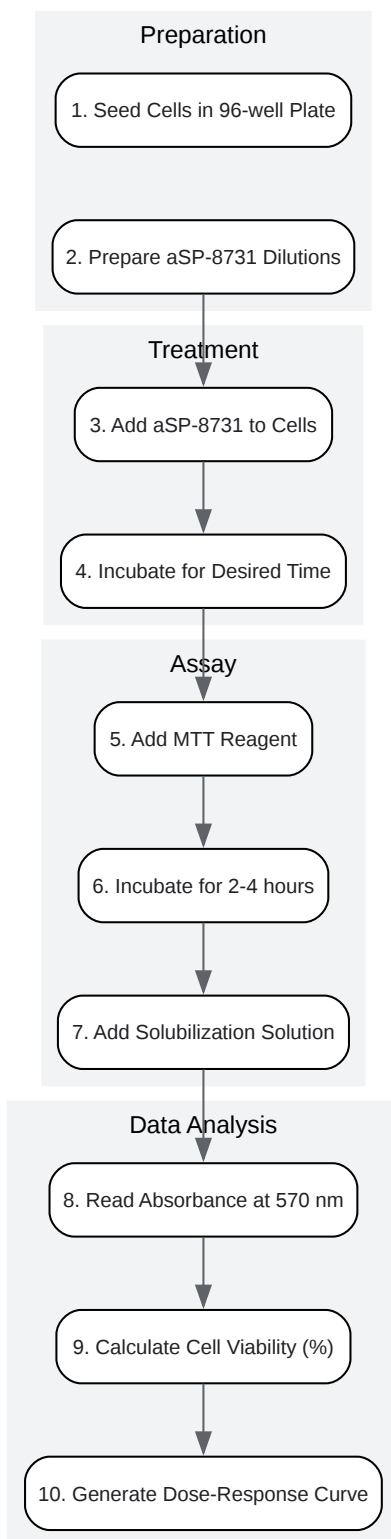 Preparation
1. Seed Cells in 96-well Plate
2. Prepare aSP-8731 Dilutions
Treatment
3. Add aSP-8731 to Cells
4. Incubate for Desired Time
Assay
5. Add MTT Reagent
6. Incubate for 2-4 hours
7. Add Solubilization Solution
Data Analysis
8. Read Absorbance at 570 nm
9. Calculate Cell Viability (%)
10. Generate Dose-Response Curve